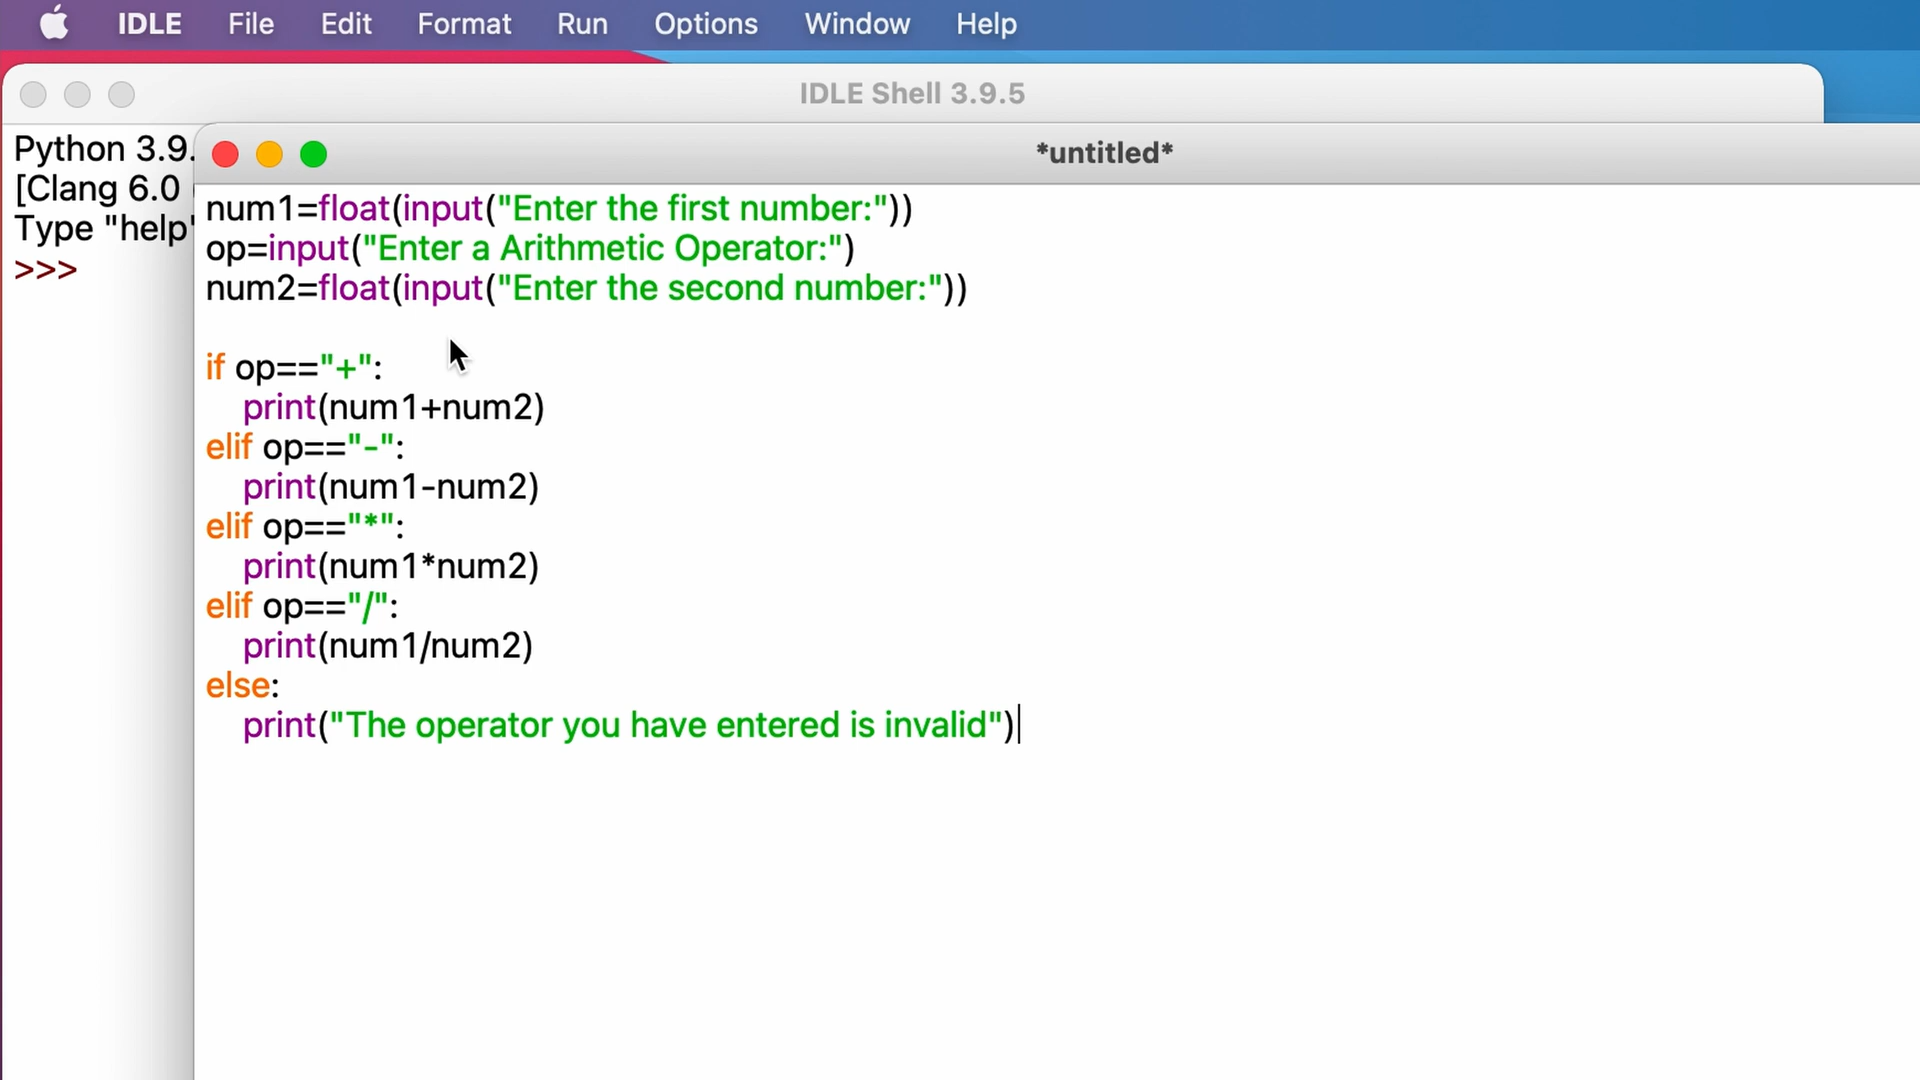 IDLE File Edit Format Run Options Window Help
IDLE Shell 3.9.5
Python 3.9.
[Clang 6.0
Type "help"
>>>
*untitled*
num1=float(input("Enter the first number:"))
op=input("Enter a Arithmetic Operator:")
num2=float(input("Enter the second number:"))
if op=="+":
print(num1+num2)
elif op=="-":
print(num1-num2)
elif op=="*":
print(num1*num2)
elif op=="/":
print(num1/num2)
else:
print("The operator you have entered is invalid")